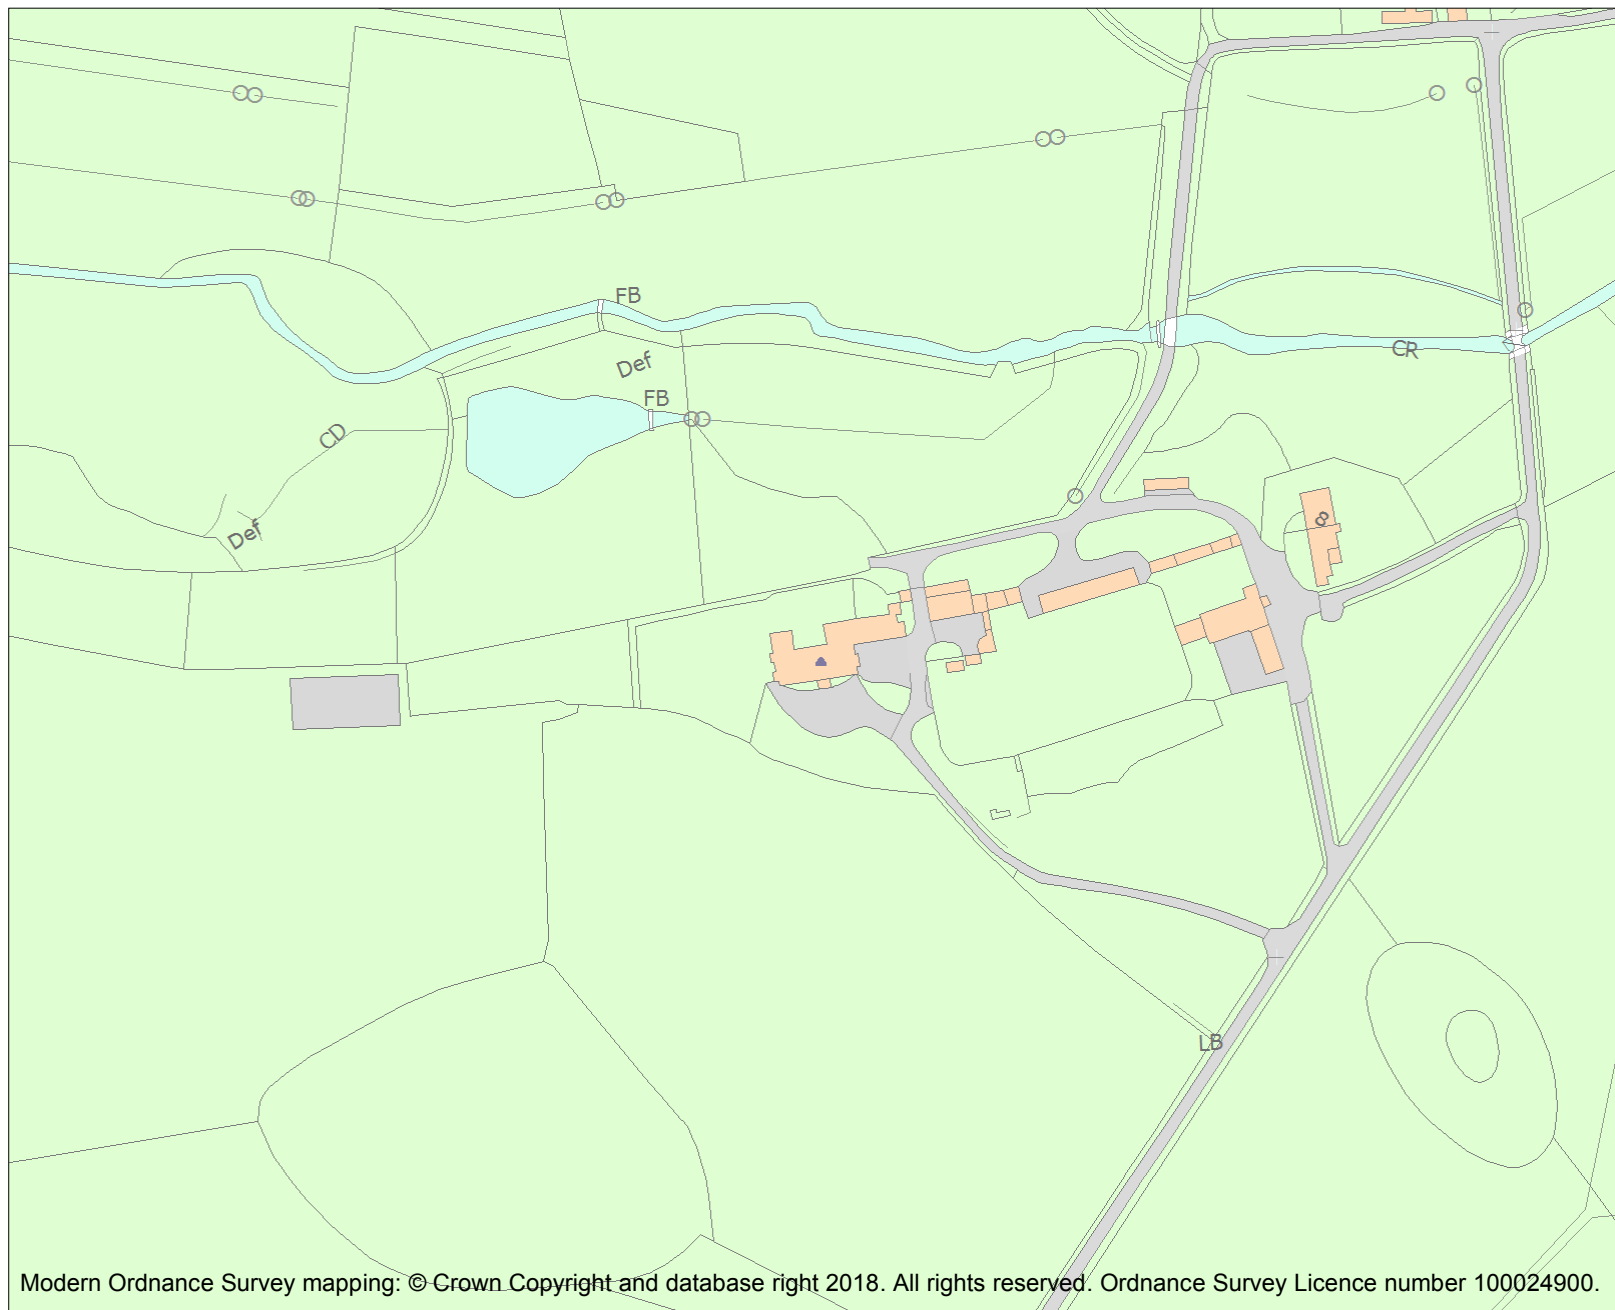 FB
CR
Def
FB
CD
8
Def
LB
Modern Ordnance Survey mapping: © Crown Copyright and database right 2018. All rights reserved. Ordnance Survey Licence number 100024900.